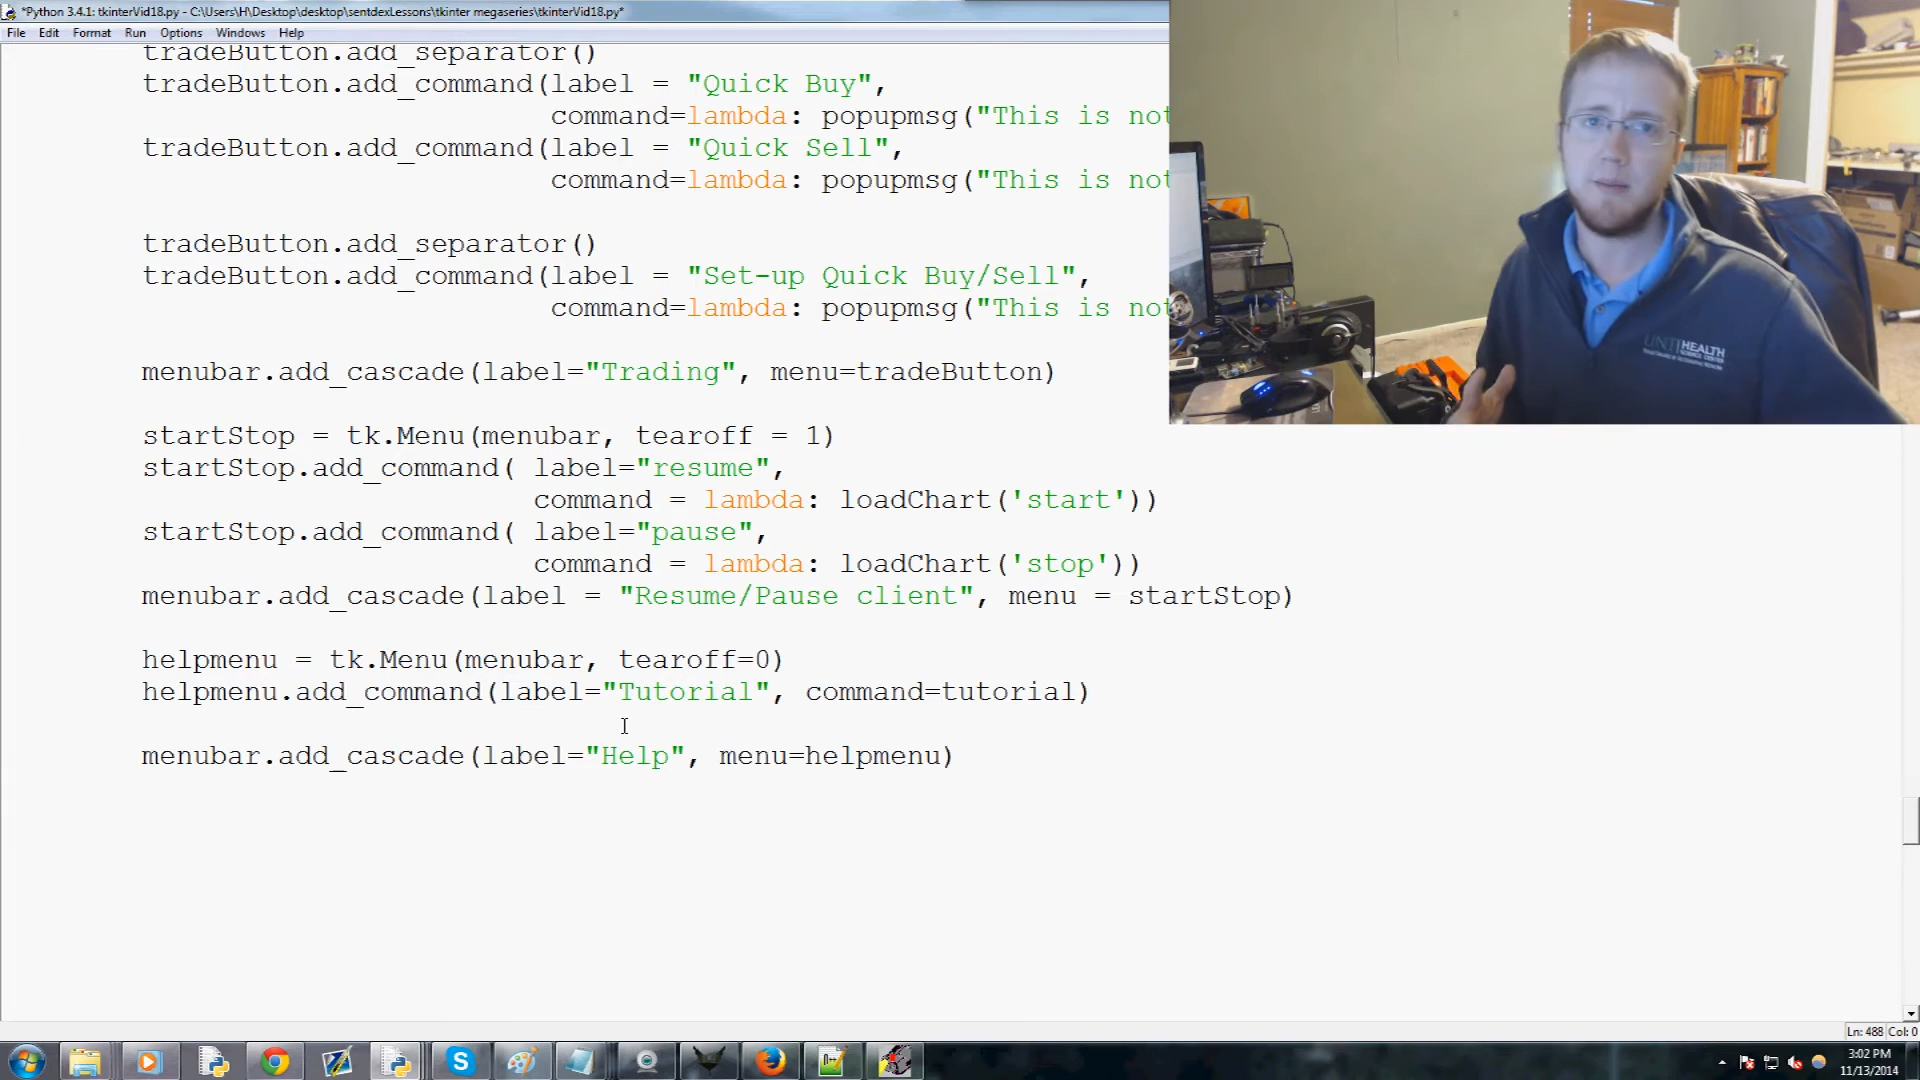 *Python 3.4.1: tkinterVid18.py - C:\Users\H\Desktop\desktop\sentdexLessons\tkinter megaseries\tkinterVid18.py*
File Edit Format Run Options Windows Help
tradeButton.add_separator()
tradeButton.add_command(label = "Quick Buy",
command=lambda: popupmsg("This is not
tradeButton.add_command(label = "Quick Sell",
command=lambda: popupmsg("This is not
tradeButton.add_separator()
tradeButton.add_command(label = "Set-up Quick Buy/Sell",
command=lambda: popupmsg("This is not
menubar.add_cascade(label="Trading", menu=tradeButton)
startStop = tk.Menu(menubar, tearoff = 1)
startStop.add_command( label="resume",
command = lambda: loadChart('start'))
startStop.add_command( label="pause",
command = lambda: loadChart('stop'))
menubar.add_cascade(label = "Resume/Pause client", menu = startStop)
helpmenu = tk.Menu(menubar, tearoff=0)
helpmenu.add_command(label="Tutorial", command=tutorial)
menubar.add_cascade(label="Help", menu=helpmenu)
UNT HEALTH
SCIENCE CENTER
Ln: 488 Col: 0
3:02 PM
11/13/2014